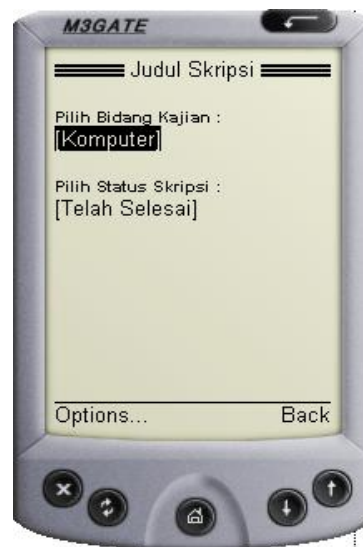 M3GATE
Judul Skripsi
Pilih Bidang Kajian :
[Komputer]
Pilih Status Skripsi :
[Telah Selesai]
Options... Back